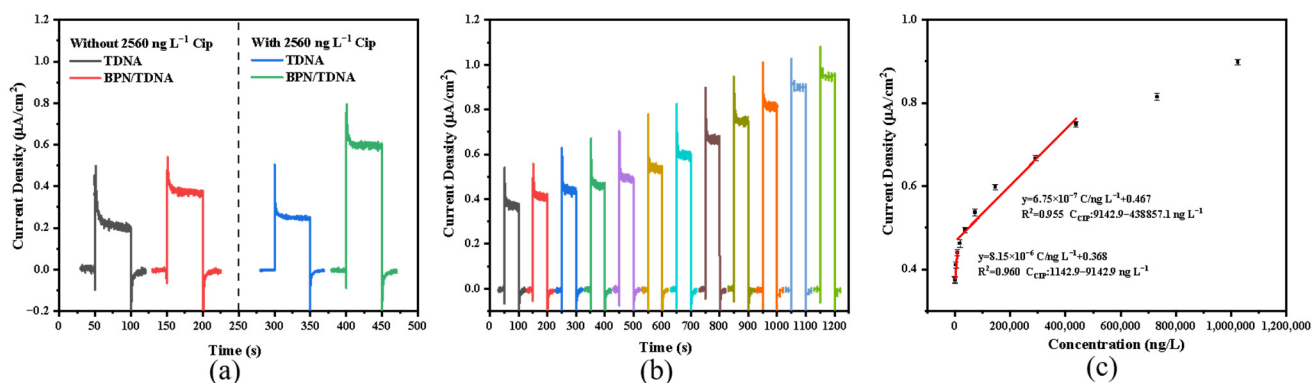 1.2
1.0
0.8
0.6
0.4
0.2
0.0
−0.2
Current Density (µA/cm²)
Without 2560 ng L⁻¹ Cip
TDNA
BPN/TDNA
With 2560 ng L⁻¹ Cip
TDNA
BPN/TDNA
0 50 100 150 200 250 300 350 400 450 500
Time (s)
(a)
1.2
1.0
0.8
0.6
0.4
0.2
0.0
Current Density (µA/cm²)
0 100 200 300 400 500 600 700 800 900 1000 1100 1200
Time (s)
(b)
1.0
0.8
0.6
0.4
Current Density (µA/cm²)
y=6.75×10⁻⁷ C/ng L⁻¹+0.467
R²=0.955 C_CIP:9142.9−438857.1 ng L⁻¹
y=8.15×10⁻⁶ C/ng L⁻¹+0.368
R²=0.960 C_CIP:1142.9−9142.9 ng L⁻¹
0 200,000 400,000 600,000 800,000 1,000,000 1,200,000
Concentration (ng/L)
(c)